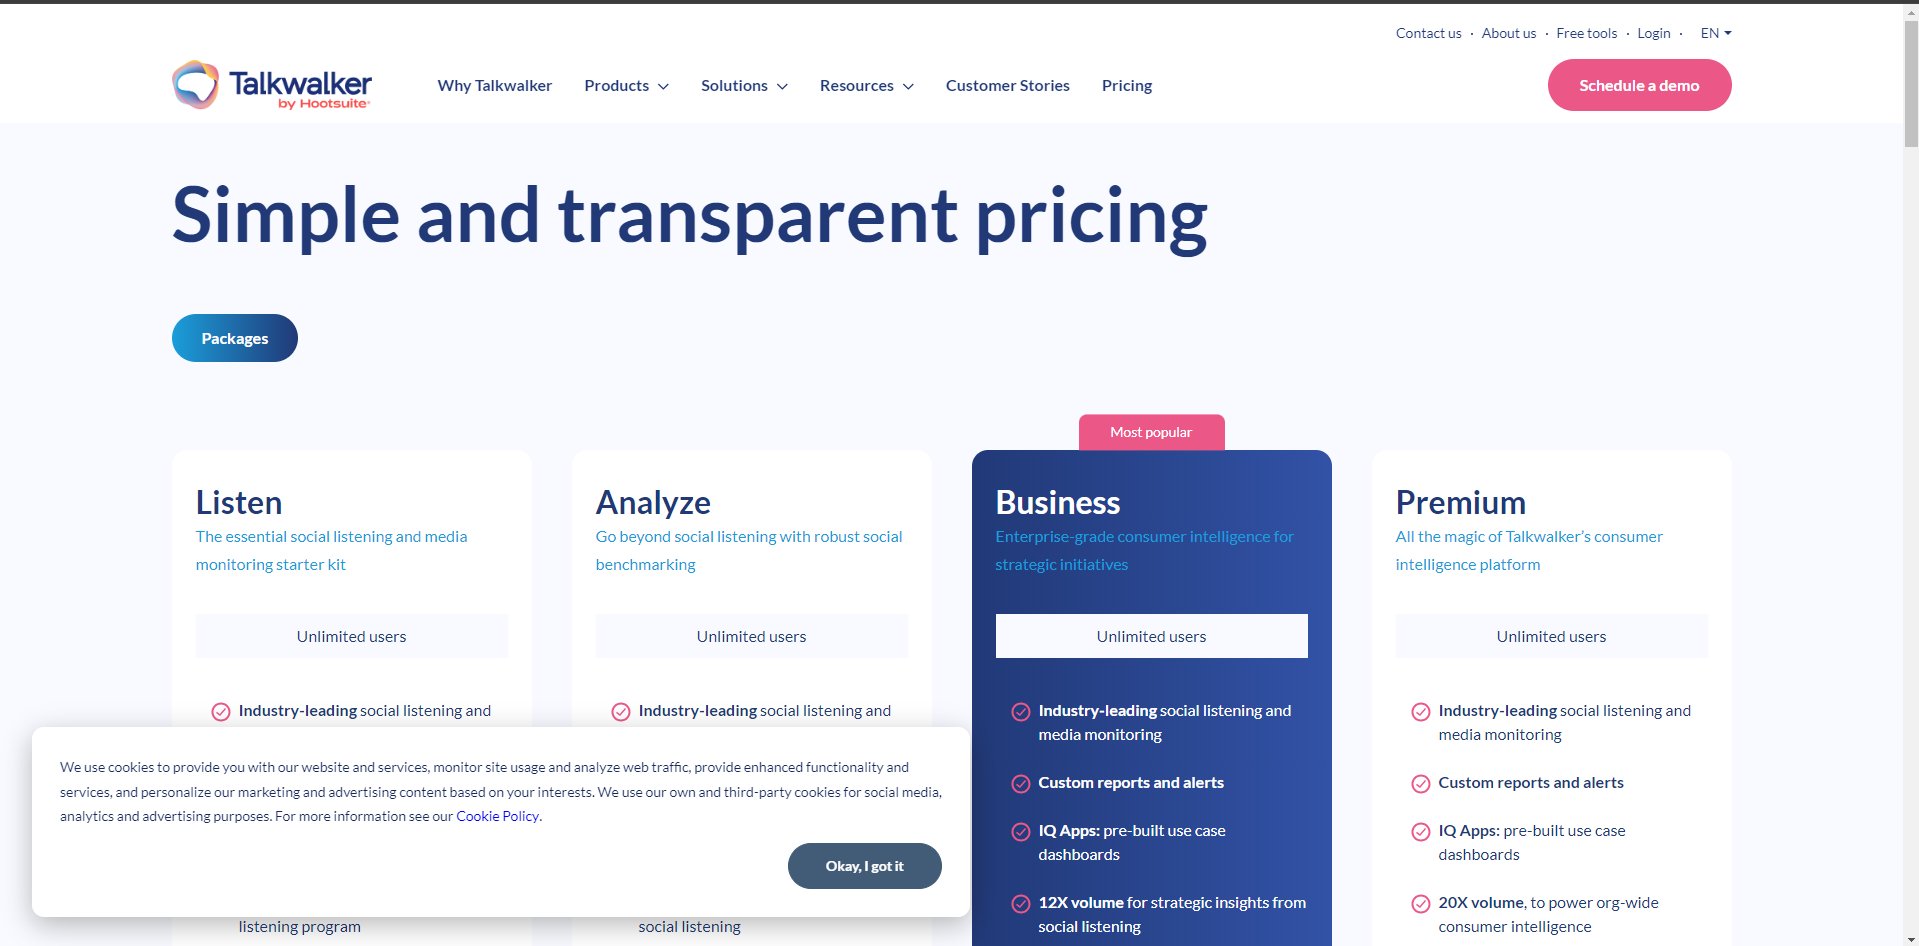 Contact us · About us · Free tools · Login · EN
Talkwalker
by Hootsuite
Why Talkwalker Products Solutions Resources Customer Stories Pricing
Schedule a demo
Simple and transparent pricing
Packages
Most popular
Listen
The essential social listening and media
monitoring starter kit
Unlimited users
Industry-leading social listening and
listening program
Analyze
Go beyond social listening with robust social
benchmarking
Unlimited users
Industry-leading social listening and
social listening
Business
Enterprise-grade consumer intelligence for
strategic initiatives
Unlimited users
Industry-leading social listening and
media monitoring
Custom reports and alerts
IQ Apps: pre-built use case
dashboards
12X volume for strategic insights from
social listening
Premium
All the magic of Talkwalker's consumer
intelligence platform
Unlimited users
Industry-leading social listening and
media monitoring
Custom reports and alerts
IQ Apps: pre-built use case
dashboards
20X volume, to power org-wide
consumer intelligence
We use cookies to provide you with our website and services, monitor site usage and analyze web traffic, provide enhanced functionality and
services, and personalize our marketing and advertising content based on your interests. We use our own and third-party cookies for social media,
analytics and advertising purposes. For more information see our Cookie Policy.
Okay, I got it